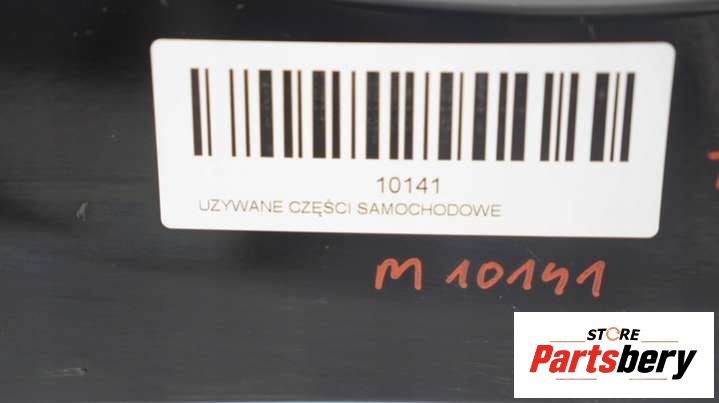 10141
UZYWANE CZĘŚCI SAMOCHODOWE
M 10141
STORE
Partsbery